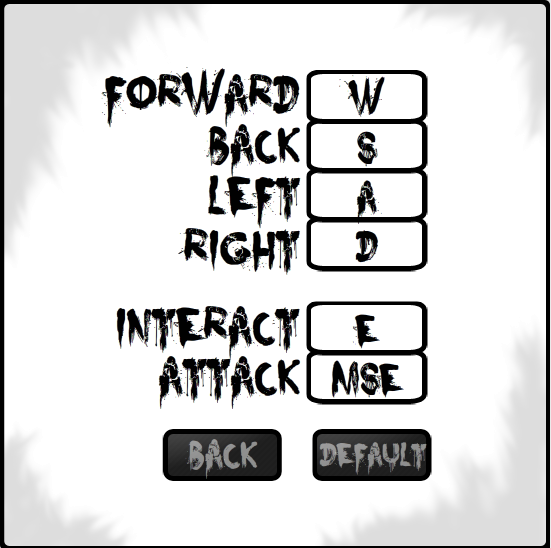 FORWARD W
BACK S
LEFT A
RIGHT D
INTERACT E
ATTACK MSE
BACK DEFAULT